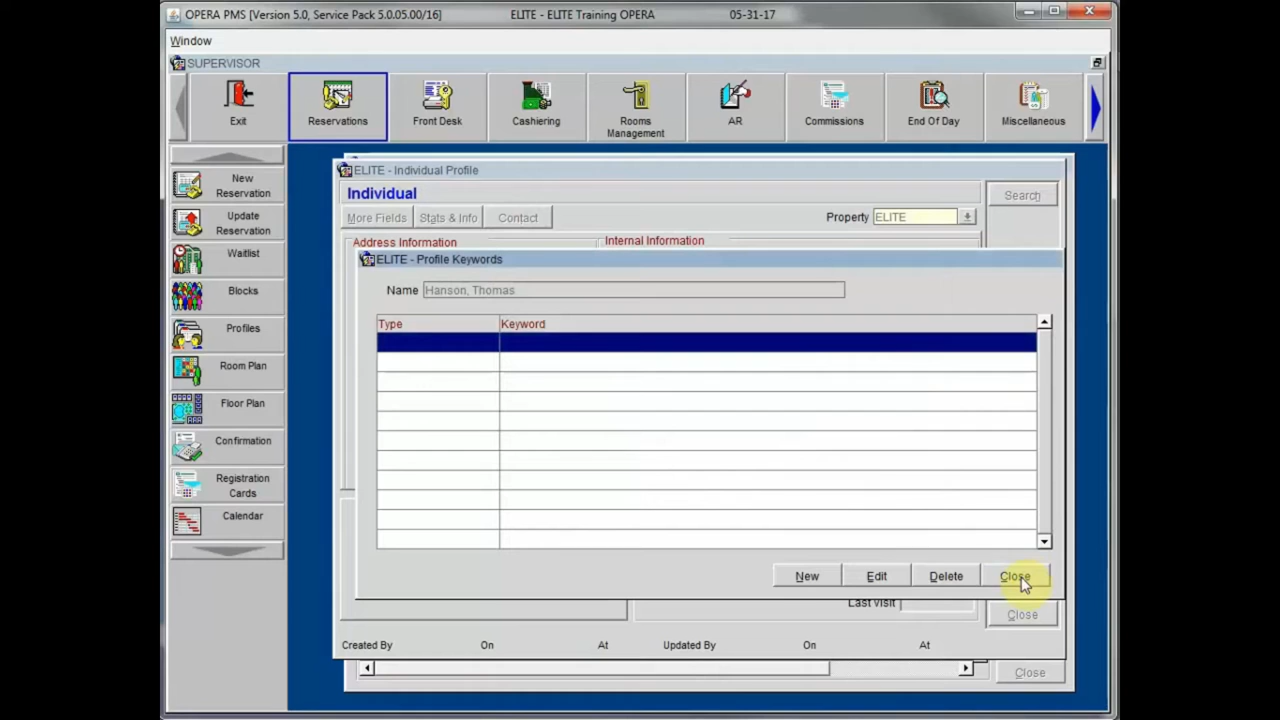 OPERA PMS [Version 5.0, Service Pack 5.0.05.00/16] ELITE - ELITE Training OPERA 05-31-17
Window
SUPERVISOR
Exit
Reservations
Front Desk
Cashiering
Rooms
Management
AR
Commissions
End Of Day
Miscellaneous
New
Reservation
Update
Reservation
Waitlist
Blocks
Profiles
Room Plan
Floor Plan
Confirmation
Registration
Cards
Calendar
ELITE - Individual Profile
Individual
Search
More Fields Stats & Info Contact Property ELITE
Address Information Internal Information
ELITE - Profile Keywords
Name Hanson, Thomas
Type Keyword
New Edit Delete Close
Last Visit
Close
Created By On At Updated By On At
Close